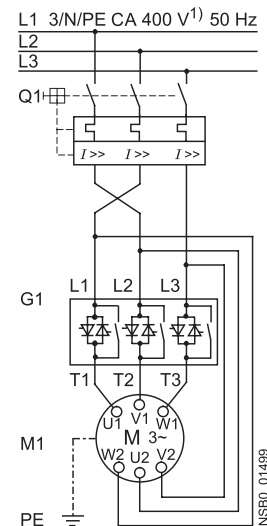 L1 3/N/PE CA 400 V1) 50 Hz
L2
L3
Q1
I >> I >> I >>
L1 L2 L3
G1
T1 T2 T3
U1 V1 W1
M1 M 3~
W2 U2 V2
PE
NSB0_01499